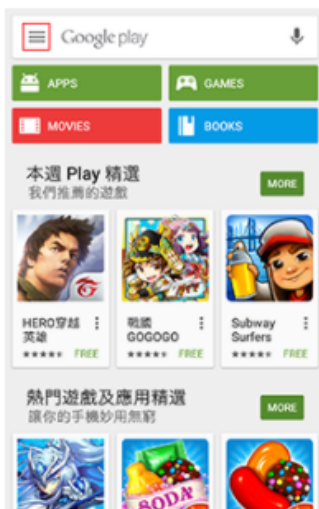 Google play
APPS
GAMES
MOVIES
BOOKS
本週 Play 精選
我們推薦的遊戲
MORE
HERO穿越
英雄
FREE
戰國
GOGOGO
FREE
Subway
Surfers
FREE
熱門遊戲及應用精選
讓你的手機妙用無窮
MORE
SODA